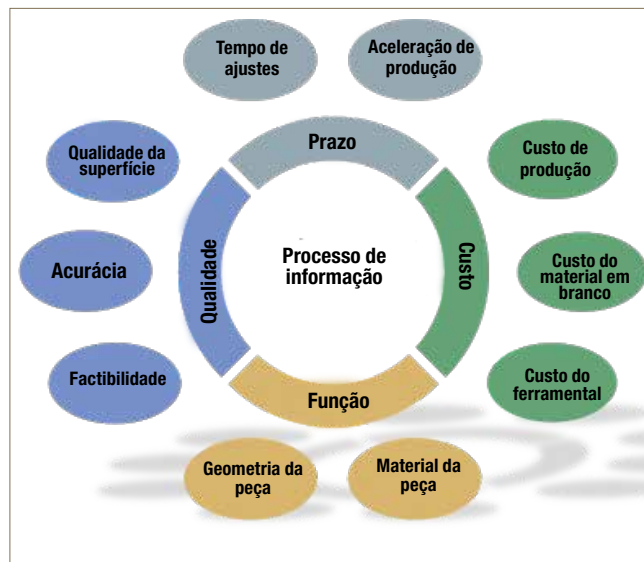 Tempo de
ajustes
Aceleração de
produção
Prazo
Qualidade da
superfície
Custo de
produção
Qualidade
Processo de
informação
Custo
Acurácia
Custo do
material em
branco
Factibilidade
Custo do
ferramental
Função
Geometria da
peça
Material da
peça